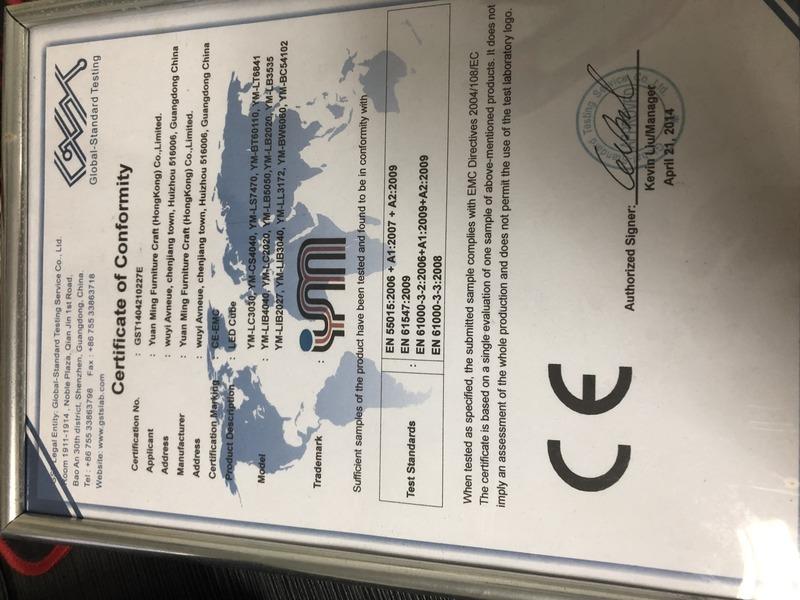 GST
Global-Standard Testing
Legal Entity: Global-Standard Testing Service Co., Ltd.
Room 1911-1914, Noble Plaza, Qian Jin 1st Road,
Bao An 30th district, Shenzhen, Guangdong, China.
Tel : +86 755 33863798 Fax : +86 755 33863718
Website: www.gstslab.com
Certificate of Conformity
Certification No. : GST1404210227E
Applicant : Yuan Ming Furniture Craft (HongKong) Co.,Limited.
Address : wuyi Avneue, chenjiang town, Huizhou 516006, Guangdong China
Manufacturer : Yuan Ming Furniture Craft (HongKong) Co.,Limited.
Address : wuyi Avneue, chenjiang town, Huizhou 516006, Guangdong China
Certification Marking : CE-EMC
Product Description : LED Cube
Model : YM-LC3030, YM-CS4040, YM-LS7470, YM-BT60110, YM-LT6841
YM-LIB4040, YM-LC2020, YM-LB5050,YM-LB2020, YM-LB3535
YM-LIB2027, YM-LIB3040, YM-LL3172, YM-BW6060, YM-BC54102
Trademark :
Sufficient samples of the product have been tested and found to be in conformity with
Test Standards :
EN 55015:2006 + A1:2007 + A2:2009
EN 61547:2009
EN 61000-3-2:2006+A1:2009+A2:2009
EN 61000-3-3:2008
When tested as specified, the submitted sample complies with EMC Directives 2004/108/EC
The certificate is based on a single evaluation of one sample of above-mentioned products. It does not
imply an assessment of the whole production and does not permit the use of the test laboratory logo.
CE
Authorized Signer:
Testing Service Co., Ltd
Kevin Liu/Manager
April 21, 2014